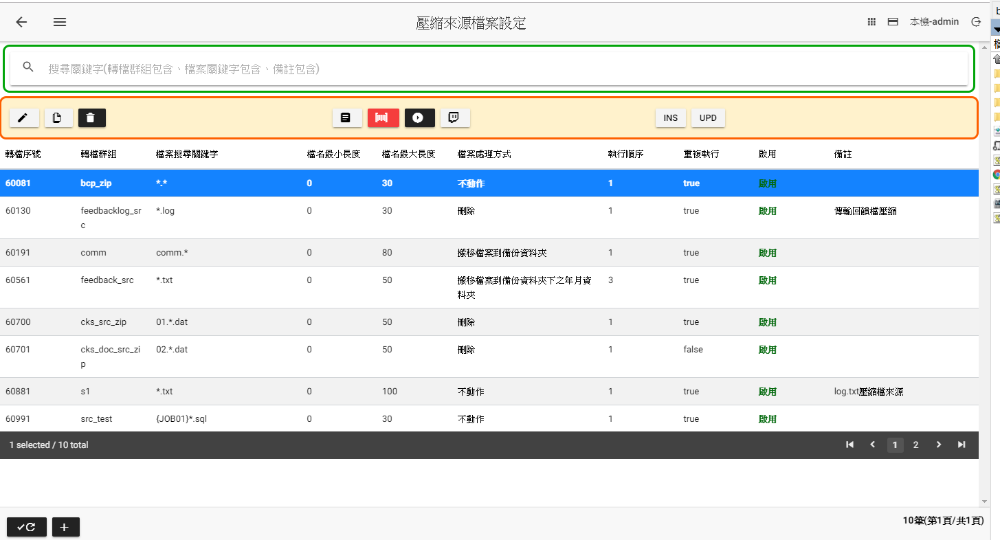 壓縮來源檔案設定
本機-admin
搜尋關鍵字(轉檔群組包含、檔案關鍵字包含、備註包含)
INS UPD
轉檔序號 轉檔群組 檔案搜尋關鍵字 檔名最小長度 檔名最大長度 檔案處理方式 執行順序 重複執行 啟用 備註
60081 bcp_zip *.* 0 30 不動作 1 true 啟用
60130 feedbacklog_sr *.log 0 30 刪除 1 true 啟用 傳輸回饋檔壓縮
c
60191 comm comm.* 0 80 搬移檔案到備份資料夾 1 true 啟用
60561 feedback_src *.txt 0 50 搬移檔案到備份資料夾下之年月資 3 true 啟用
料夾
60700 cks_src_zip 01.*.dat 0 50 刪除 1 true 啟用
60701 cks_doc_src_zi 02.*.dat 0 50 刪除 1 false 啟用
p
60881 s1 *.txt 0 100 不動作 1 true 啟用 log.txt壓縮檔來源
60991 src_test {JOB01}*.sql 0 30 不動作 1 true 啟用
1 selected / 10 total 1 2
10筆(第1頁/共1頁)